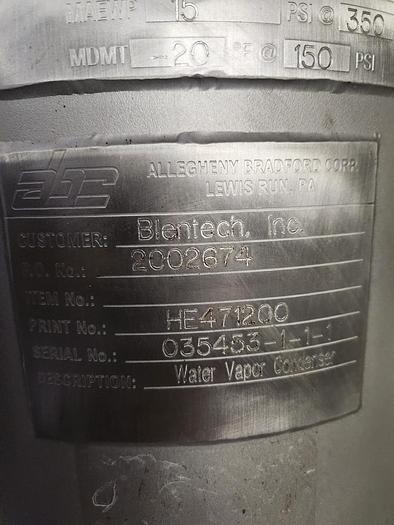 MAEWP 15 PSI @ 350
MDMT -20 °F @ 150 PSI
abc
ALLEGHENY BRADFORD CORP.
LEWIS RUN, PA
CUSTOMER: Blentech, Inc.
P.O. No.: 2002674
ITEM No.:
PRINT No.: HE471200
SERIAL No.: 035453-1-1-1
DESCRIPTION: Water Vapor Condenser